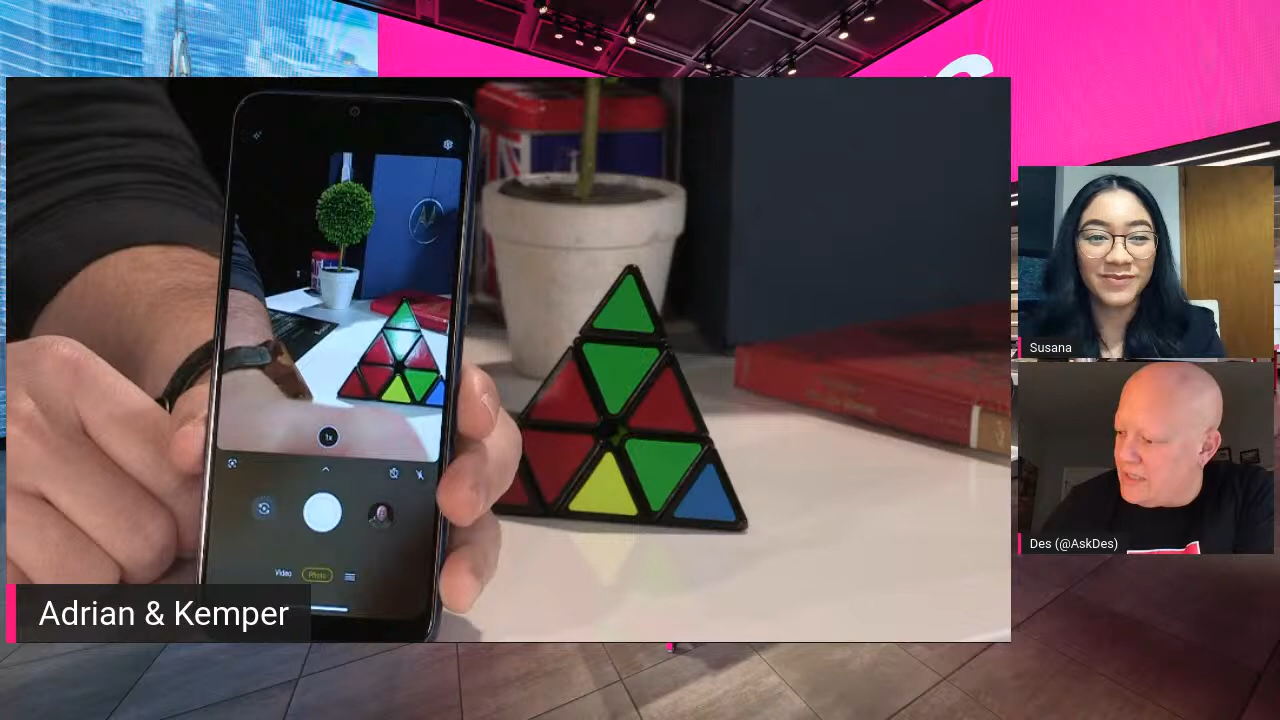 1x
Video
Photo
Susana
Des (@AskDes)
Adrian & Kemper